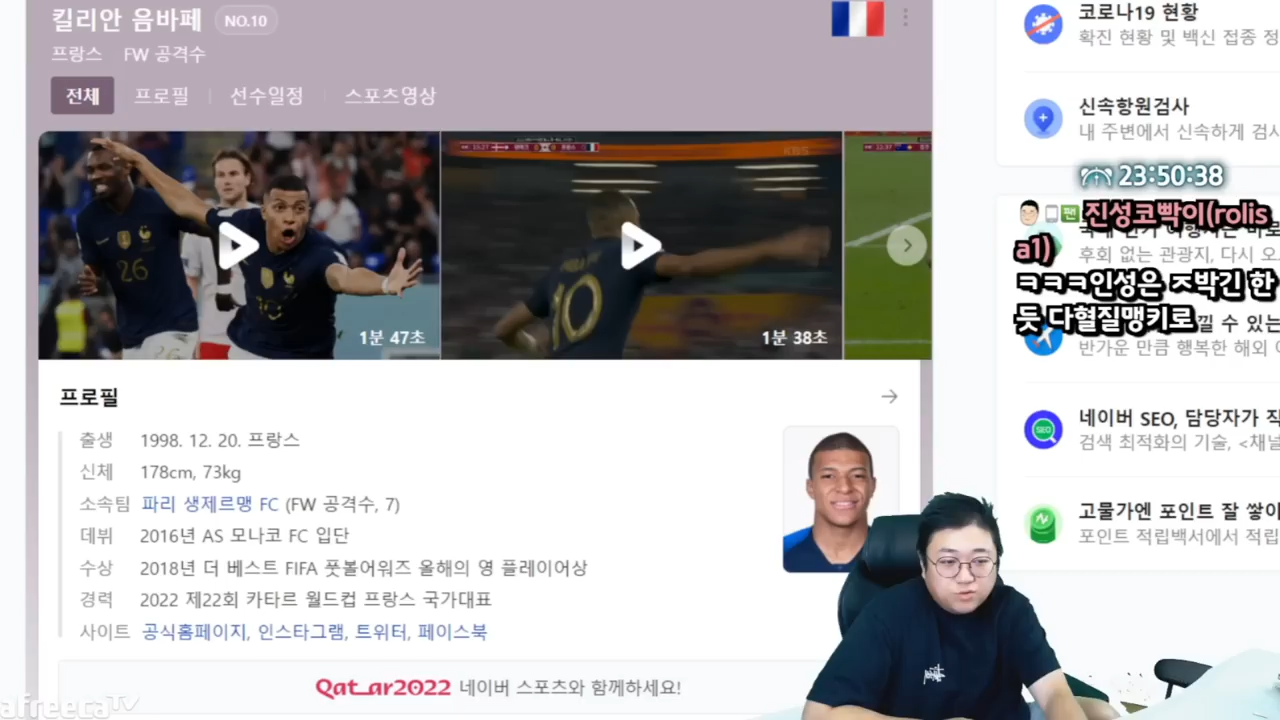 킬리안 음바페 NO.10
프랑스 FW 공격수
전체 프로필 선수일정 스포츠영상
26
10
1분 47초
KBS
10
1분 38초
프로필
출생 1998. 12. 20. 프랑스
신체 178cm, 73kg
소속팀 파리 생제르맹 FC (FW 공격수, 7)
데뷔 2016년 AS 모나코 FC 입단
수상 2018년 더 베스트 FIFA 풋볼어워즈 올해의 영 플레이어상
경력 2022 제22회 카타르 월드컵 프랑스 국가대표
사이트 공식홈페이지, 인스타그램, 트위터, 페이스북
Qatar2022 네이버 스포츠와 함께하세요!
afreecaTV
코로나19 현황
확진 현황 및 백신 접종 정
신속항원검사
내 주변에서 신속하게 검사
23:50:38
팬 진성코빡이(rolis
a1)
후회 없는 관광지, 다시 오
ㅋㅋㅋ인성은 ㅈ박긴 한
듯 다혈질맹키로
낄 수 있는
반가운 만큼 행복한 해외
네이버 SEO, 담당자가 직
검색 최적화의 기술, <채널
SEO
고물가엔 포인트 잘 쌓이
포인트 적립백서에서 적립